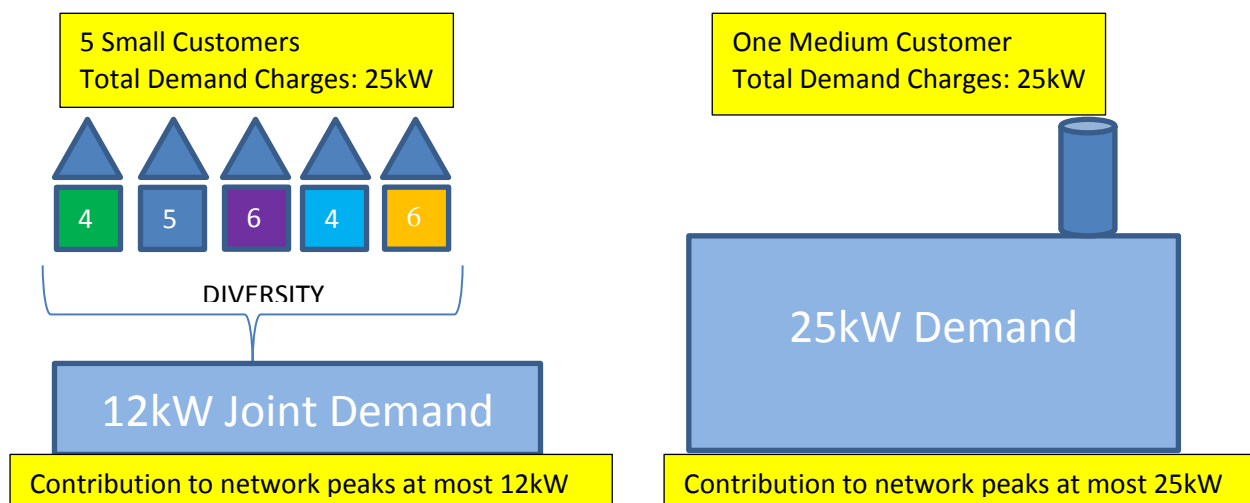 5 Small Customers
Total Demand Charges: 25kW
4 5 6 4 6
DIVERSITY
12kW Joint Demand
Contribution to network peaks at most 12kW
One Medium Customer
Total Demand Charges: 25kW
25kW Demand
Contribution to network peaks at most 25kW